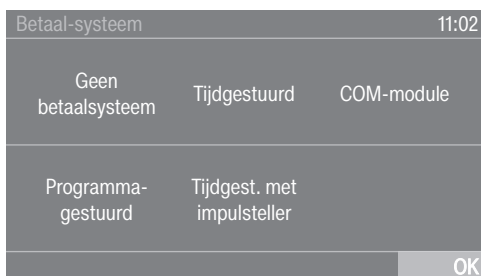 Betaal-systeem 11:02
Geen
betaalsysteem
Tijdgestuurd
COM-module
Programma-
gestuurd
Tijdgest. met
impulsteller
OK